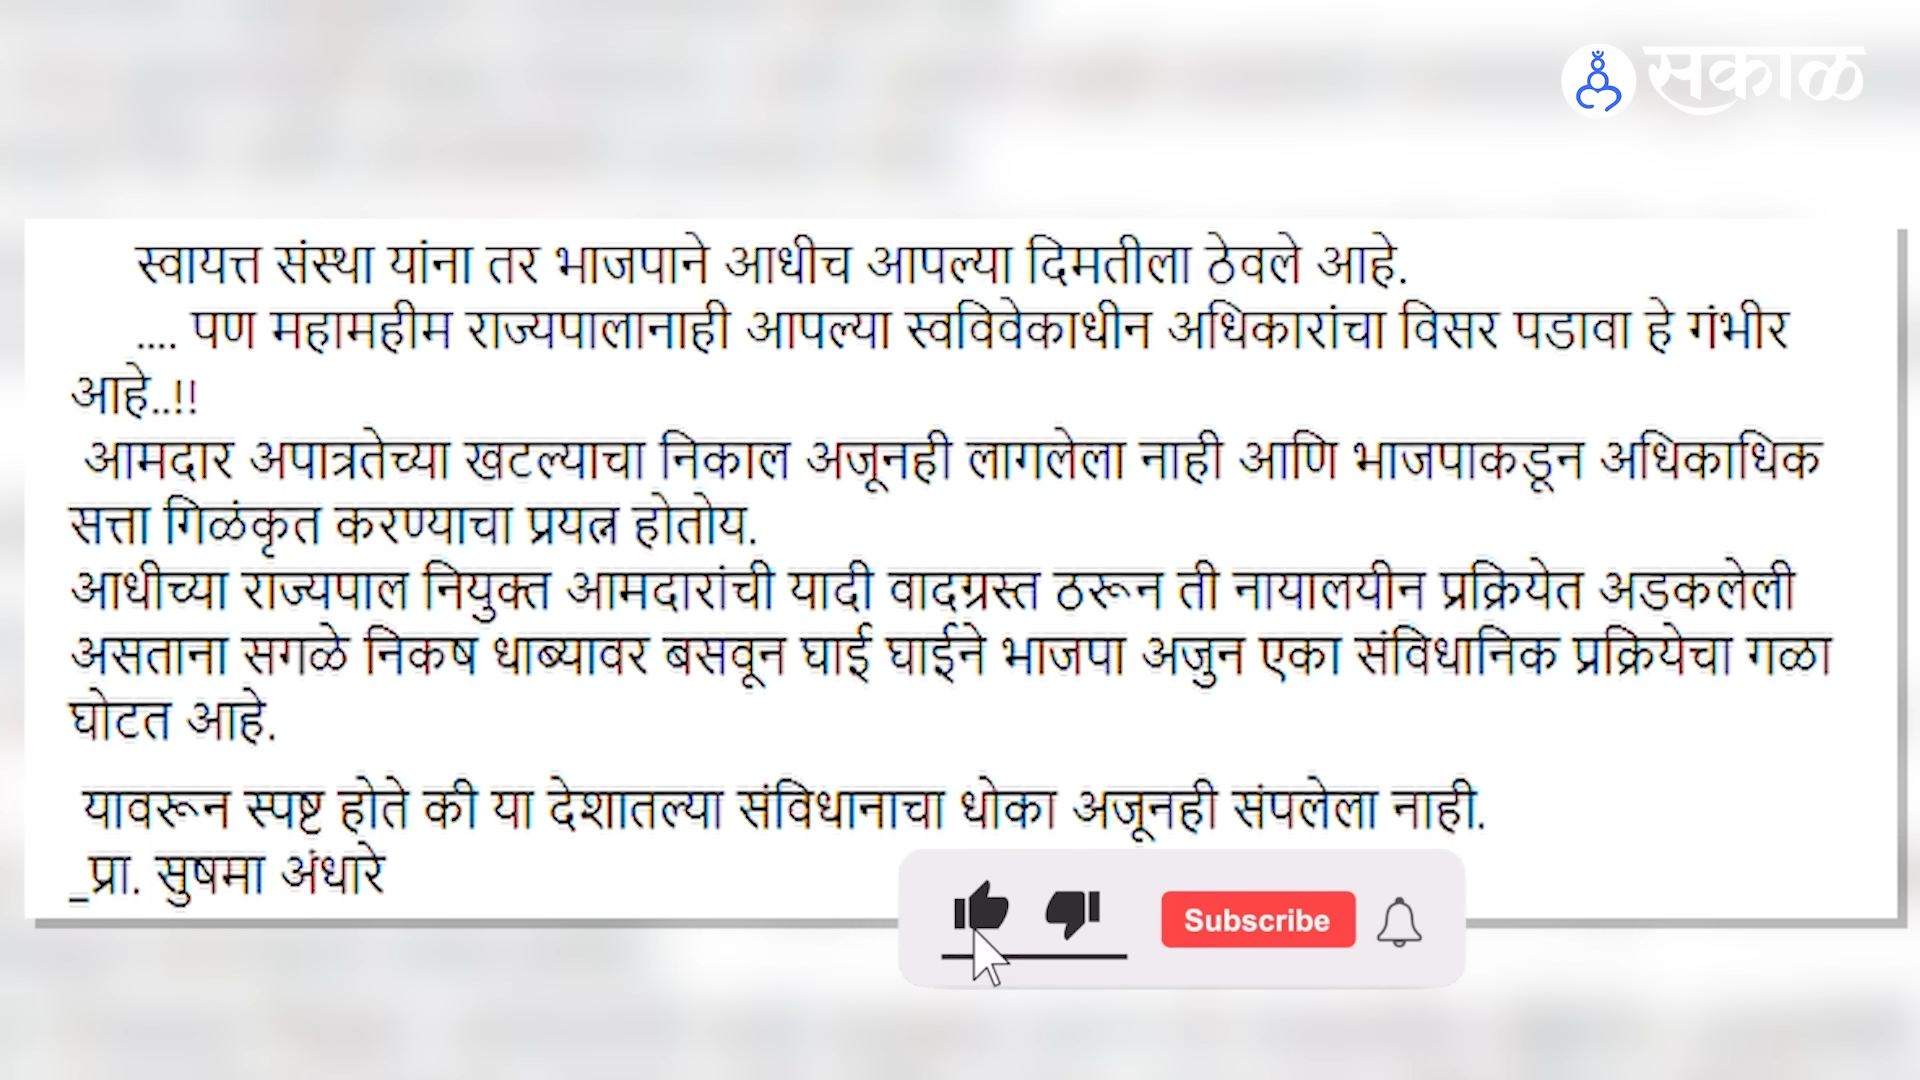 सकाळ
स्वायत्त संस्था यांना तर भाजपाने आधीच आपल्या दिमतीला ठेवले आहे.
.... पण महामहीम राज्यपालानाही आपल्या स्वविवेकाधीन अधिकारांचा विसर पडावा हे गंभीर
आहे..!!
आमदार अपात्रतेच्या खटल्याचा निकाल अजूनही लागलेला नाही आणि भाजपाकडून अधिकाधिक
सत्ता गिळंकृत करण्याचा प्रयत्न होतोय.
आधीच्या राज्यपाल नियुक्त आमदारांची यादी वादग्रस्त ठरून ती नायालयीन प्रक्रियेत अडकलेली
असताना सगळे निकष धाब्यावर बसवून घाई घाईने भाजपा अजुन एका संविधानिक प्रक्रियेचा गळा
घोटत आहे.
यावरून स्पष्ट होते की या देशातल्या संविधानाचा धोका अजूनही संपलेला नाही.
_प्रा. सुषमा अंधारे
Subscribe